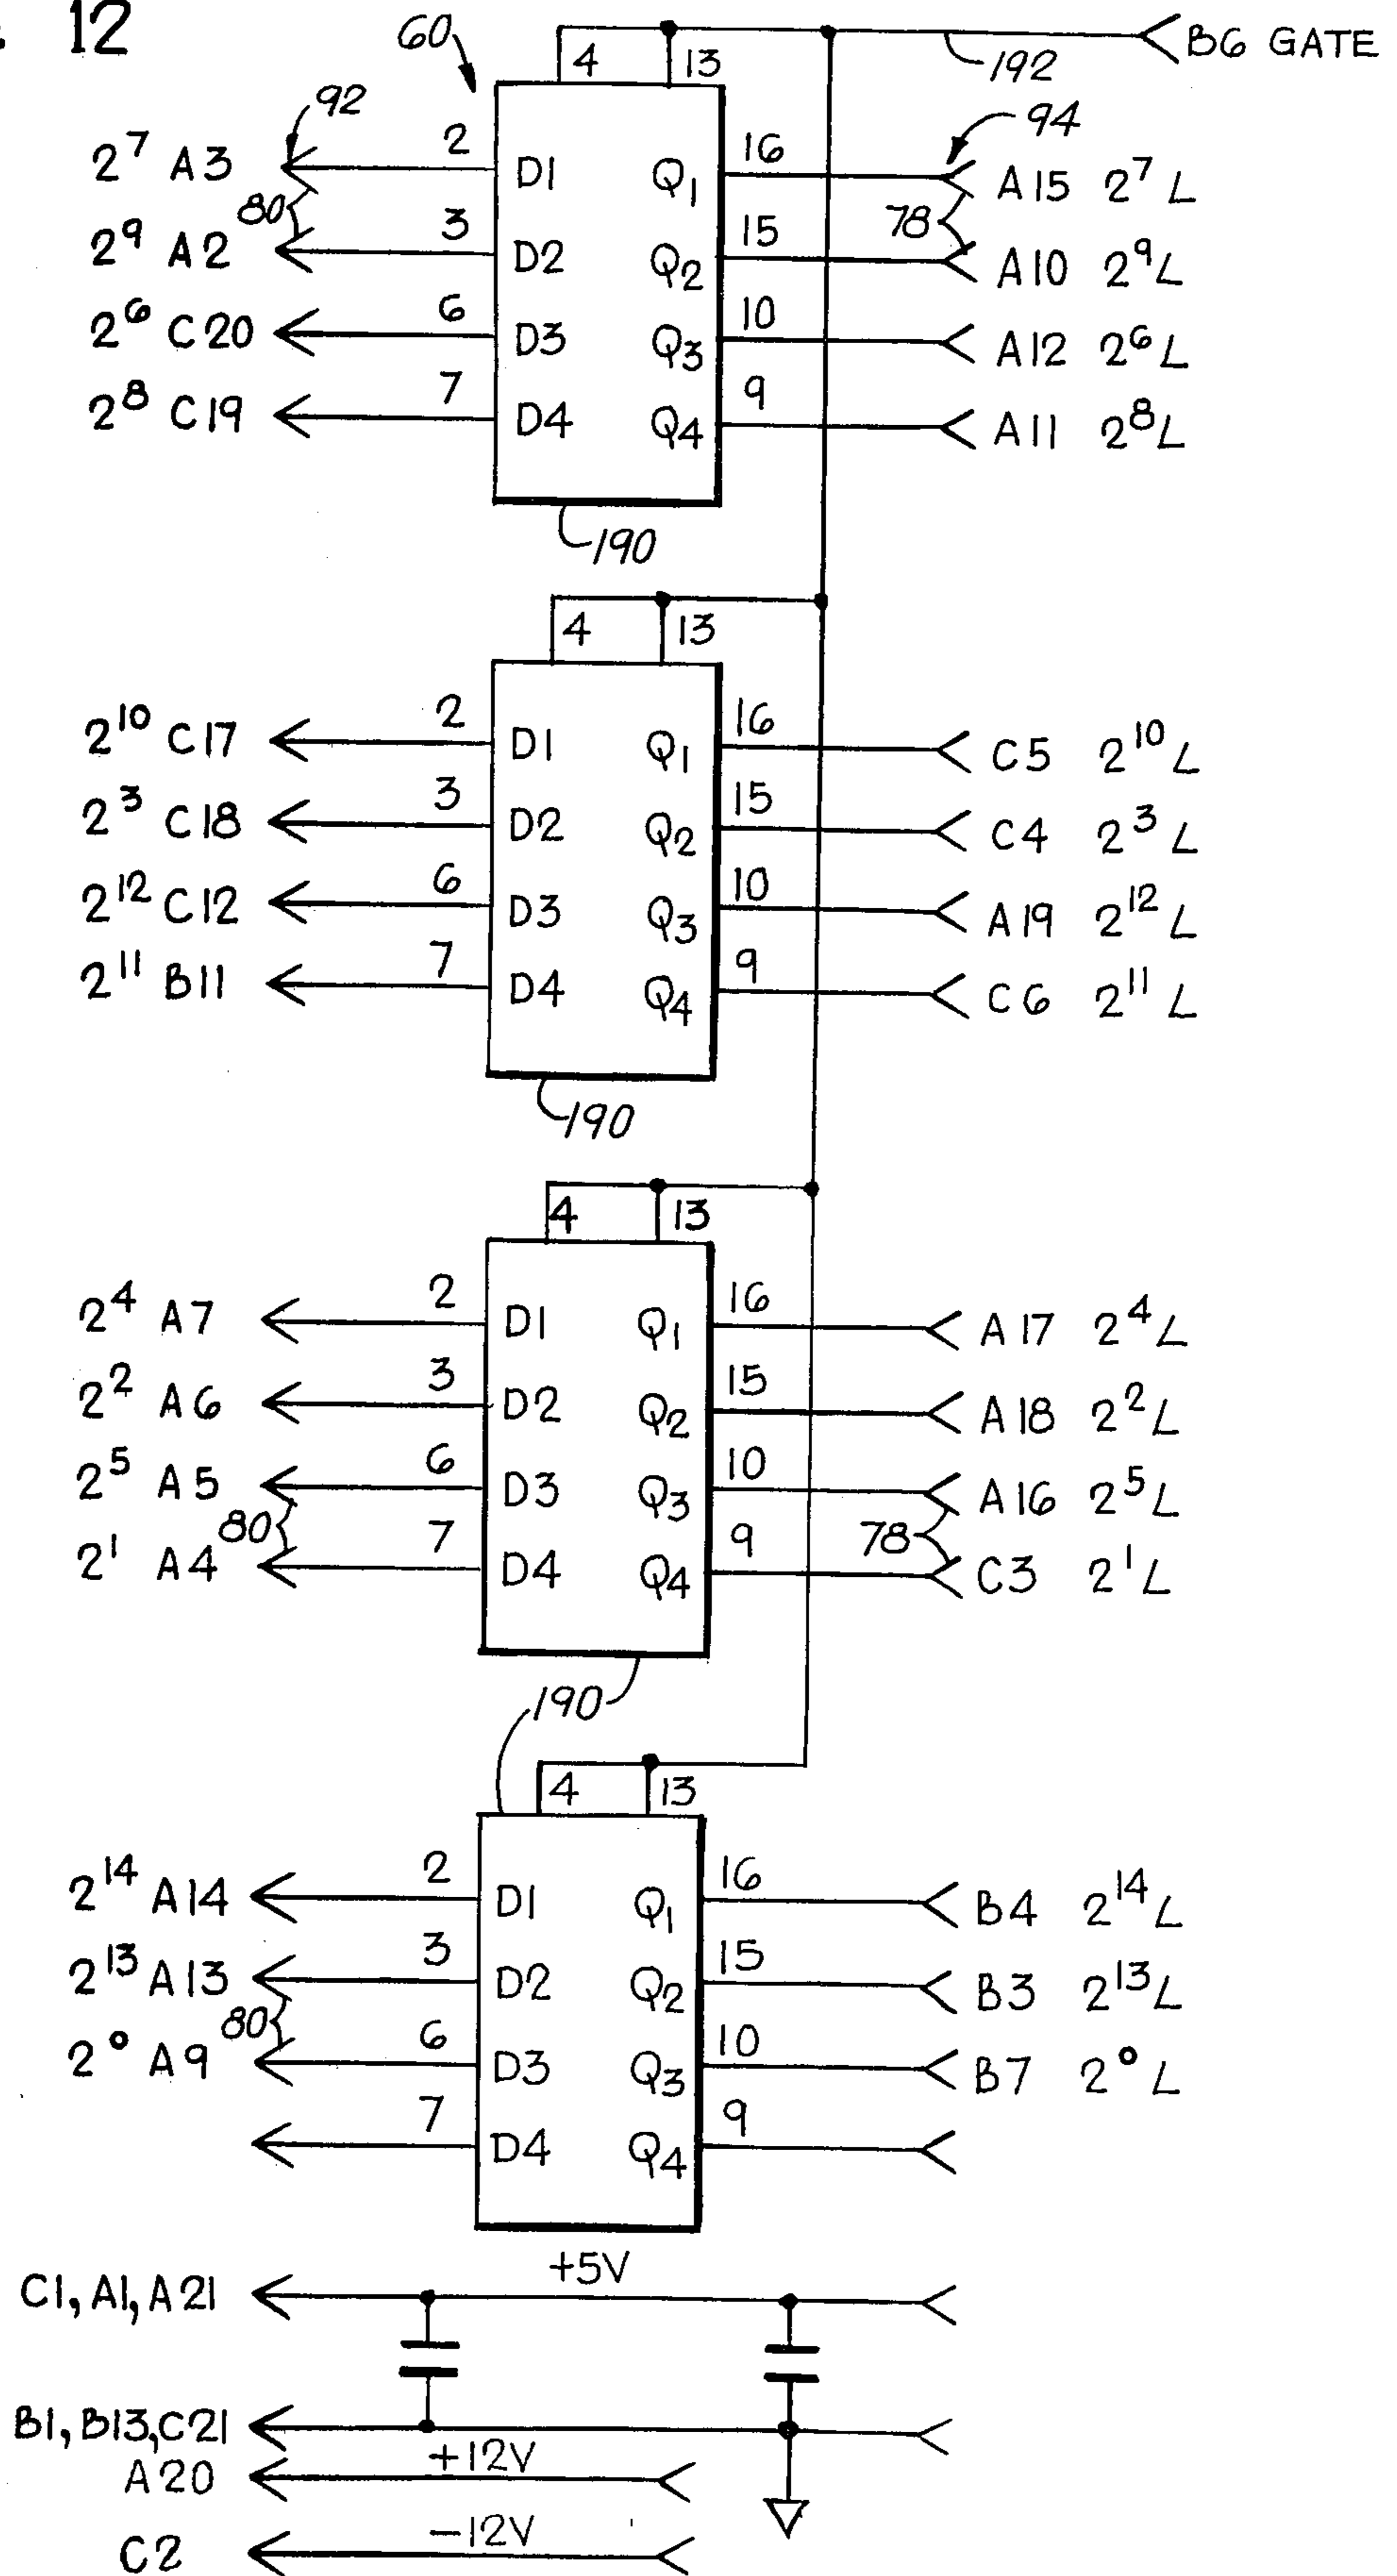 . 12
60 4 13 192 B6 GATE
92 94
2⁷ A3 2 D1 Q1 16 A15 2⁷L
80 78
2⁹ A2 3 D2 Q2 15 A10 2⁹L
2⁶ C20 6 D3 Q3 10 A12 2⁶L
2⁸ C19 7 D4 Q4 9 A11 2⁸L
190
4 13
2¹⁰ C17 2 D1 Q1 16 C5 2¹⁰L
2³ C18 3 D2 Q2 15 C4 2³L
2¹² C12 6 D3 Q3 10 A19 2¹²L
2¹¹ B11 7 D4 Q4 9 C6 2¹¹L
190
4 13
2⁴ A7 2 D1 Q1 16 A17 2⁴L
2² A6 3 D2 Q2 15 A18 2²L
2⁵ A5 6 D3 Q3 10 A16 2⁵L
80 78
2¹ A4 7 D4 Q4 9 C3 2¹L
190
4 13
2¹⁴ A14 2 D1 Q1 16 B4 2¹⁴L
2¹³ A13 3 D2 Q2 15 B3 2¹³L
80
2⁰ A9 6 D3 Q3 10 B7 2⁰L
7 D4 Q4 9
C1, A1, A21 +5V
B1, B13, C21
A20 +12V
C2 -12V